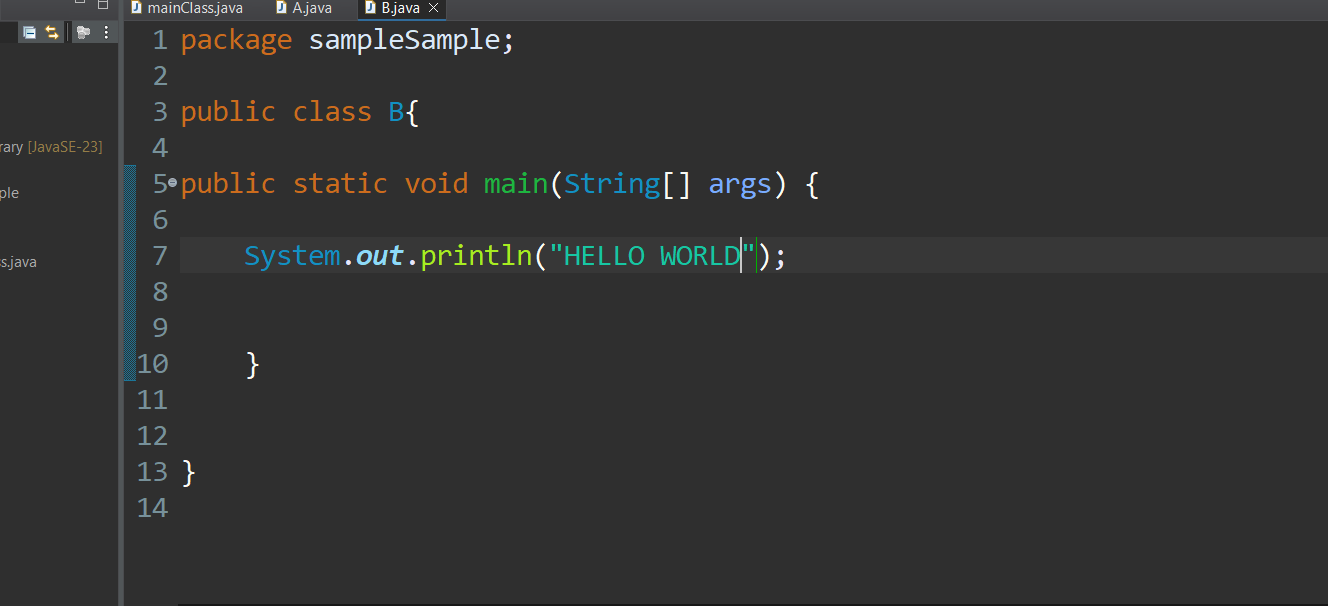 mainClass.java A.java B.java
1 package sampleSample;
2
3 public class B{
4
rary [JavaSE-23]
5 public static void main(String[] args) {
ple
6
7 System.out.println("HELLO WORLD");
s.java
8
9
10 }
11
12
13 }
14